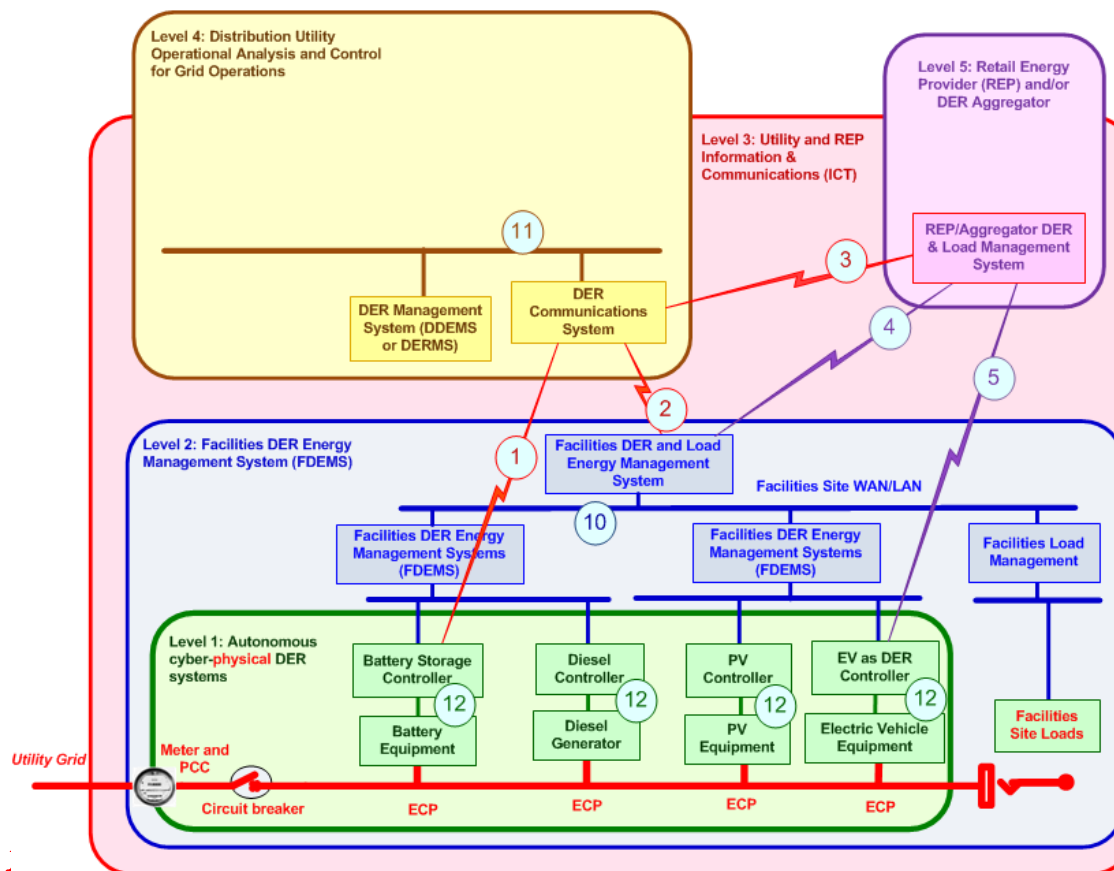 Level 4: Distribution Utility
Operational Analysis and Control
for Grid Operations
Level 5: Retail Energy
Provider (REP) and/or
DER Aggregator
Level 3: Utility and REP
Information &
Communications (ICT)
11
REP/Aggregator DER
& Load Management
System
3
DER Management
System (DDEMS
or DERMS)
DER
Communications
System
4
5
2
1
Level 2: Facilities DER Energy
Management System (FDEMS)
Facilities DER and Load
Energy Management
System
Facilities Site WAN/LAN
10
Facilities DER Energy
Management Systems
(FDEMS)
Facilities DER Energy
Management Systems
(FDEMS)
Facilities Load
Management
Level 1: Autonomous
cyber-physical DER
systems
Battery Storage
Controller
Diesel
Controller
PV
Controller
EV as DER
Controller
12
12
12
12
Battery
Equipment
Diesel
Generator
PV
Equipment
Electric Vehicle
Equipment
Facilities
Site Loads
Utility Grid
Meter and
PCC
Circuit breaker
ECP
ECP
ECP
ECP